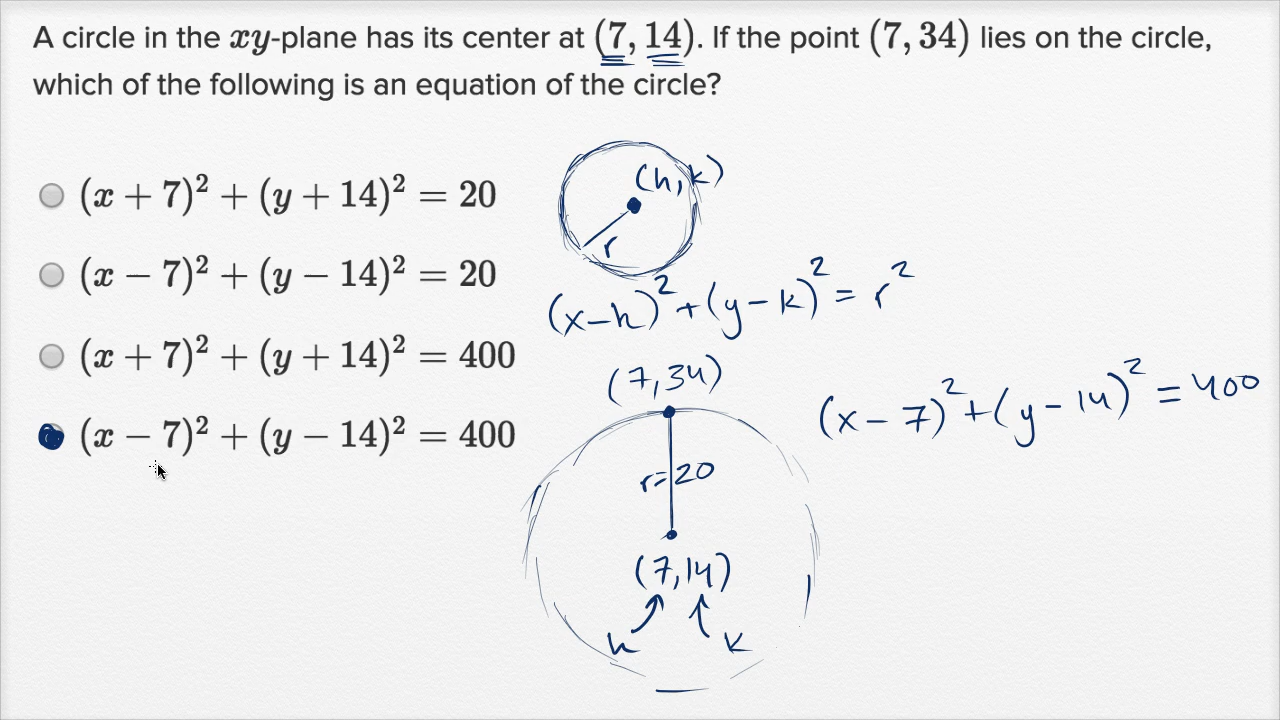 A circle in the xy-plane has its center at (7, 14). If the point (7, 34) lies on the circle,
which of the following is an equation of the circle?
(x + 7)² + (y + 14)² = 20
(x − 7)² + (y − 14)² = 20
(x + 7)² + (y + 14)² = 400
(x − 7)² + (y − 14)² = 400
(h,k)
r
(x-h)²+(y-k)² = r²
(7,34)
r=20
(7,14)
h
k
(x-7)²+(y-14)² = 400